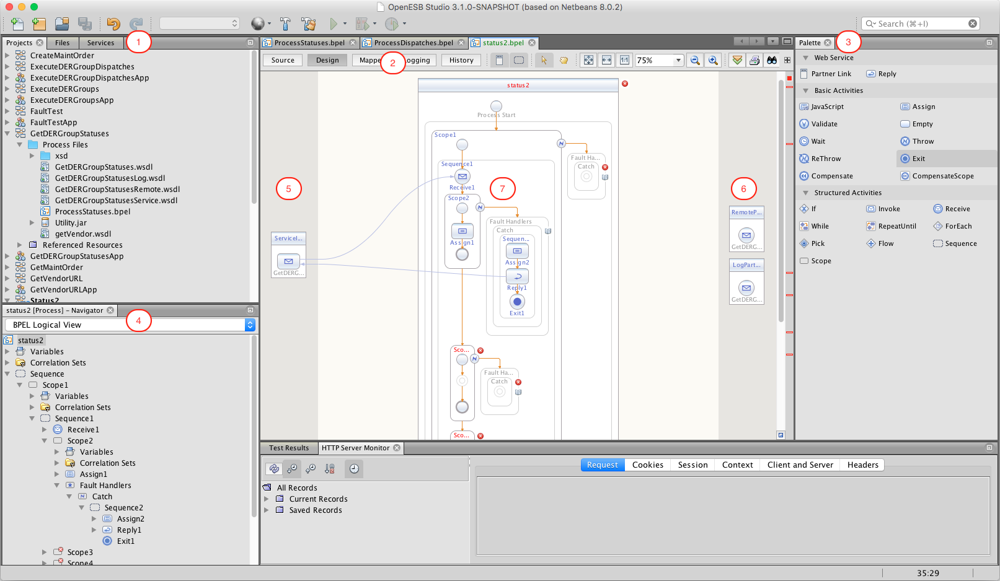 OpenESB Studio 3.1.0-SNAPSHOT (based on Netbeans 8.0.2)
Search (⌘+I)
Projects
Files
Services
1
CreateMaintOrder
ExecuteDERGroupDispatches
ExecuteDERGroupDispatchesApp
ExecuteDERGroups
ExecuteDERGroupsApp
FaultTest
FaultTestApp
GetDERGroupStatuses
Process Files
xsd
GetDERGroupStatuses.wsdl
GetDERGroupStatusesLog.wsdl
GetDERGroupStatusesRemote.wsdl
GetDERGroupStatusesService.wsdl
ProcessStatuses.bpel
Utility.jar
getVendor.wsdl
Referenced Resources
GetDERGroupStatusesApp
GetMaintOrder
GetVendorURL
GetVendorURLApp
Status2
status2 [Process] - Navigator
4
BPEL Logical View
status2
Variables
Correlation Sets
Sequence
Scope1
Variables
Correlation Sets
Sequence1
Receive1
Scope2
Variables
Correlation Sets
Assign1
Fault Handlers
Catch
Sequence2
Assign2
Reply1
Exit1
Scope3
Scope4
ProcessStatuses.bpel
ProcessDispatches.bpel
status2.bpel
Source
Design
Mappe
2
ogging
History
1:1
75%
status2
Process Start
Scope1
Sequence1
Receive1
Scope2
Assign1
Fault Handlers
Catch
Sequen...
Assign2
Reply1
Exit1
Fault Ha...
Catch
5
7
6
ServiceI...
GetDERG...
RemoteP...
GetDERG...
LogPart...
GetDERG...
Sco...
Fault Ha...
Catch
Sco...
Palette
3
Web Service
Partner Link
Reply
Basic Activities
JavaScript
Assign
Validate
Empty
Wait
Throw
ReThrow
Exit
Compensate
CompensateScope
Structured Activities
If
Invoke
Receive
While
RepeatUntil
ForEach
Pick
Flow
Sequence
Scope
Test Results
HTTP Server Monitor
All Records
Current Records
Saved Records
Request
Cookies
Session
Context
Client and Server
Headers
35:29